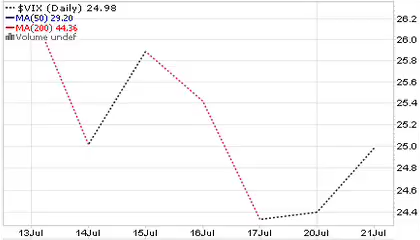 $VIX (Daily) 24.98
MA(50) 29.20
MA(200) 44.36
Volume undef
26.2
26.0
25.8
25.6
25.4
25.2
25.0
24.8
24.6
24.4
13Jul 14Jul 15Jul 16Jul 17Jul 20Jul 21Jul